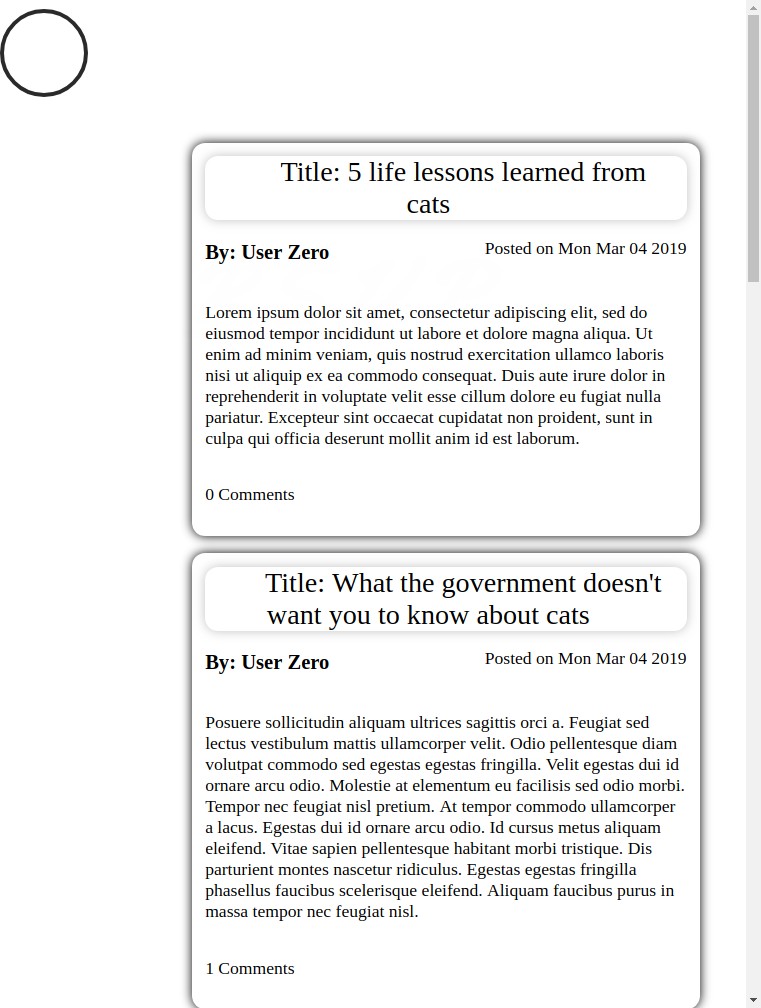 Title: 5 life lessons learned from
cats
By: User Zero
Posted on Mon Mar 04 2019
Lorem ipsum dolor sit amet, consectetur adipiscing elit, sed do
eiusmod tempor incididunt ut labore et dolore magna aliqua. Ut
enim ad minim veniam, quis nostrud exercitation ullamco laboris
nisi ut aliquip ex ea commodo consequat. Duis aute irure dolor in
reprehenderit in voluptate velit esse cillum dolore eu fugiat nulla
pariatur. Excepteur sint occaecat cupidatat non proident, sunt in
culpa qui officia deserunt mollit anim id est laborum.
0 Comments
Title: What the government doesn't
want you to know about cats
By: User Zero
Posted on Mon Mar 04 2019
Posuere sollicitudin aliquam ultrices sagittis orci a. Feugiat sed
lectus vestibulum mattis ullamcorper velit. Odio pellentesque diam
volutpat commodo sed egestas egestas fringilla. Velit egestas dui id
ornare arcu odio. Molestie at elementum eu facilisis sed odio morbi.
Tempor nec feugiat nisl pretium. At tempor commodo ullamcorper
a lacus. Egestas dui id ornare arcu odio. Id cursus metus aliquam
eleifend. Vitae sapien pellentesque habitant morbi tristique. Dis
parturient montes nascetur ridiculus. Egestas egestas fringilla
phasellus faucibus scelerisque eleifend. Aliquam faucibus purus in
massa tempor nec feugiat nisl.
1 Comments